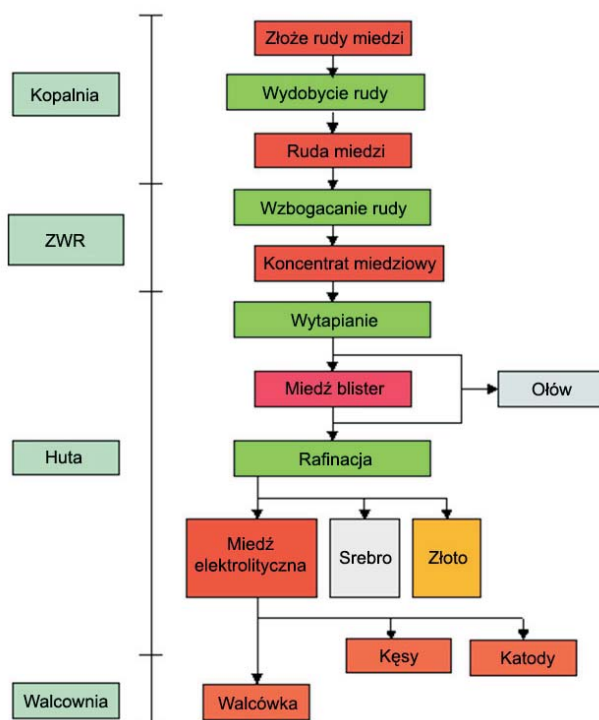 Złoże rudy miedzi
Kopalnia
Wydobycie rudy
Ruda miedzi
Wzbogacanie rudy
ZWR
Koncentrat miedziowy
Wytapianie
Miedź blister
Ołów
Huta
Rafinacja
Miedź
elektrolityczna
Srebro
Złoto
Kęsy
Katody
Walcownia
Walcówka